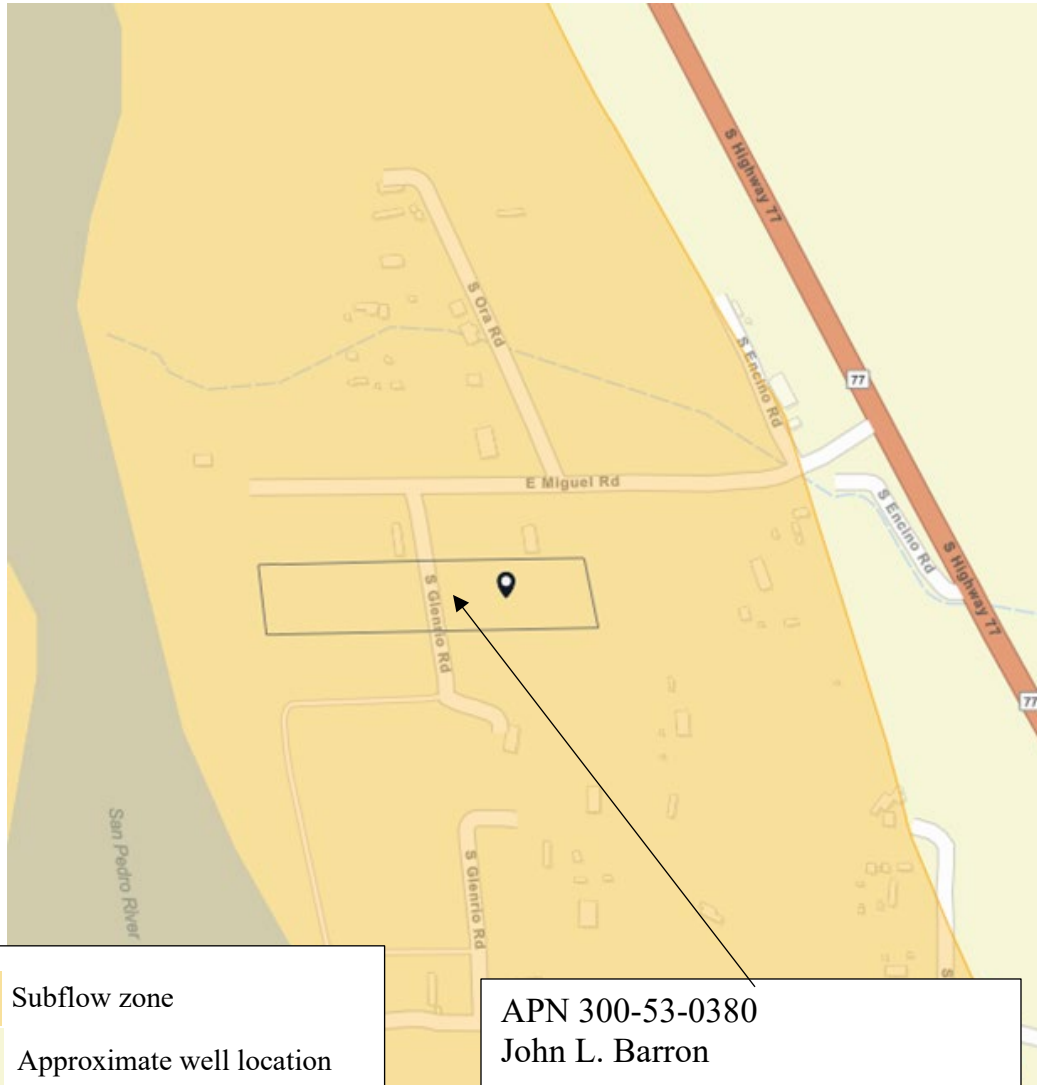 S Highway 77
S Ora Rd
S Encino Rd
77
E Miguel Rd
S Encino Rd
S Highway 77
S Glenrio Rd
77
San Pedro River
S Glenrio Rd
S
Subflow zone
Approximate well location
APN 300-53-0380
John L. Barron